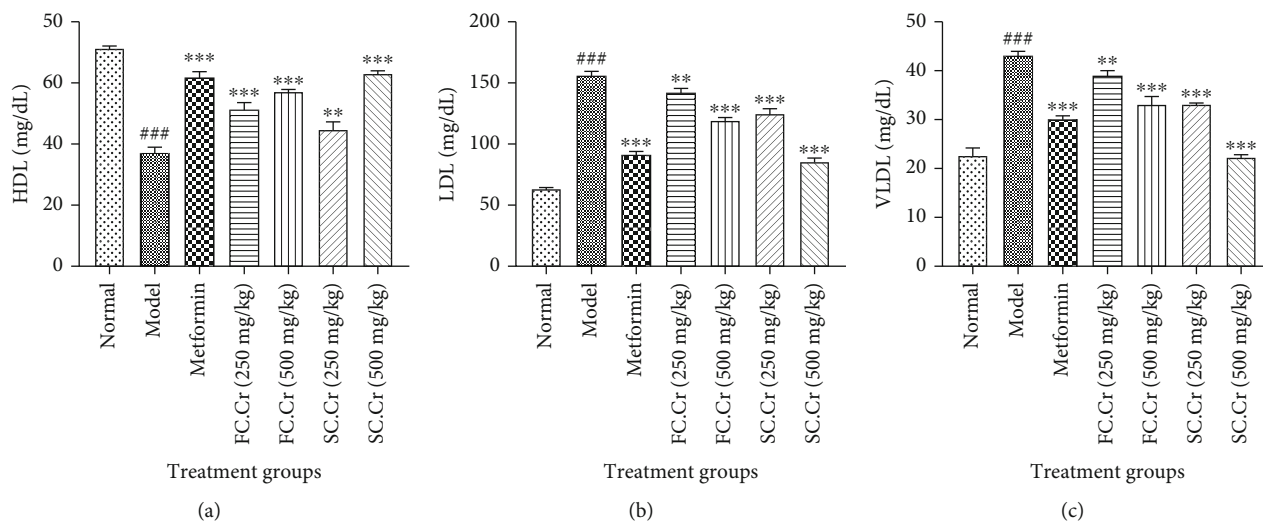 HDL (mg/dL)
50
60
40
20
0
###
***
***
***
**
***
Normal
Model
Metformin
FC.Cr (250 mg/kg)
FC.Cr (500 mg/kg)
SC.Cr (250 mg/kg)
SC.Cr (500 mg/kg)
Treatment groups
(a)
LDL (mg/dL)
200
150
100
50
0
###
***
**
***
***
***
Normal
Model
Metformin
FC.Cr (250 mg/kg)
FC.Cr (500 mg/kg)
SC.Cr (250 mg/kg)
SC.Cr (500 mg/kg)
Treatment groups
(b)
VLDL (mg/dL)
50
40
30
20
10
0
###
***
**
***
***
***
Normal
Model
Metformin
FC.Cr (250 mg/kg)
FC.Cr (500 mg/kg)
SC.Cr (250 mg/kg)
SC.Cr (500 mg/kg)
Treatment groups
(c)